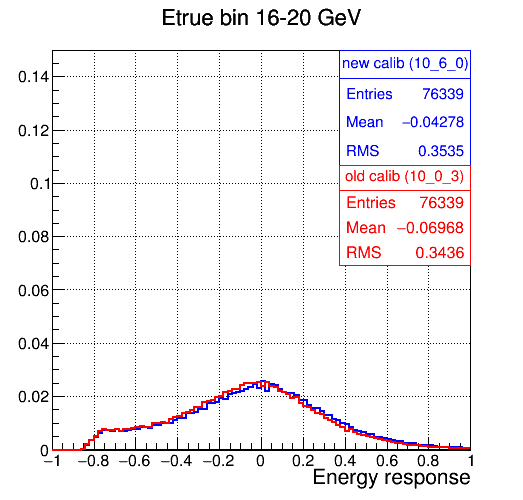 Etrue bin 16-20 GeV
new calib (10_6_0)
Entries 76339
Mean −0.04278
RMS 0.3535
old calib (10_0_3)
Entries 76339
Mean −0.06968
RMS 0.3436
0.14
0.12
0.1
0.08
0.06
0.04
0.02
0
−1 −0.8 −0.6 −0.4 −0.2 0 0.2 0.4 0.6 0.8 1
Energy response